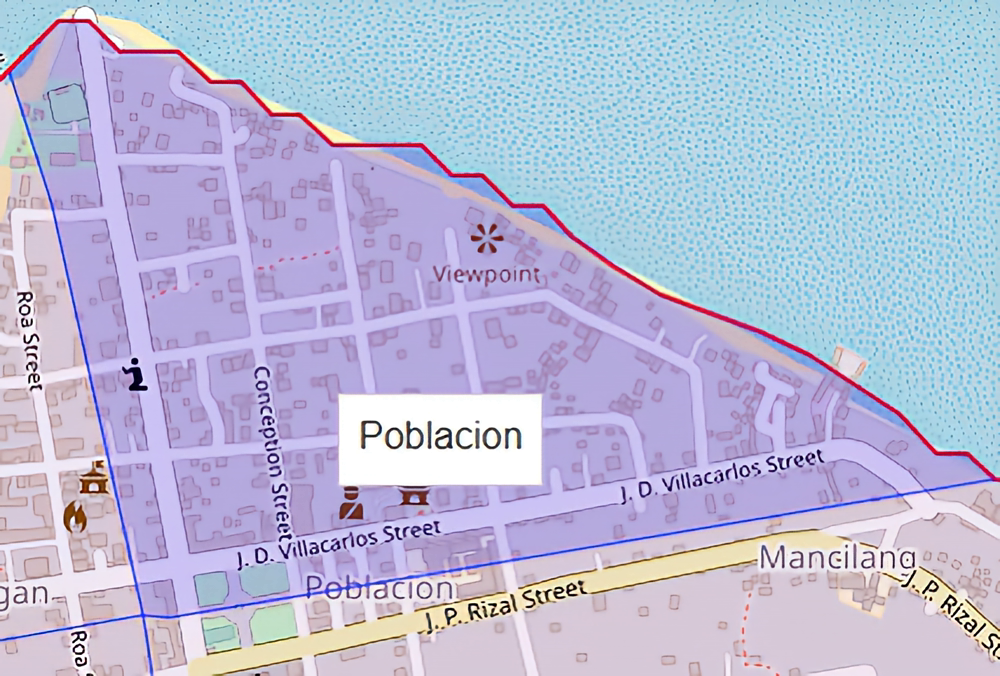 Viewpoint
Roa Street
Conception Street
Poblacion
J. D. Villacarlos Street
J. D. Villacarlos Street
Mancilang
gan
Poblacion
J. P. Rizal Street
J. P. Rizal St
Roa